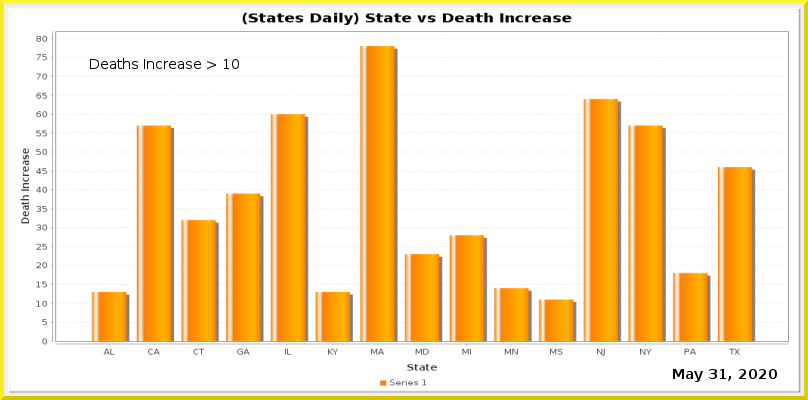 (States Daily) State vs Death Increase
Deaths Increase > 10
Death Increase
80
75
70
65
60
55
50
45
40
35
30
25
20
15
10
5
0
AL CA CT GA IL KY MA MD MI MN MS NJ NY PA TX
State
Series 1
May 31, 2020